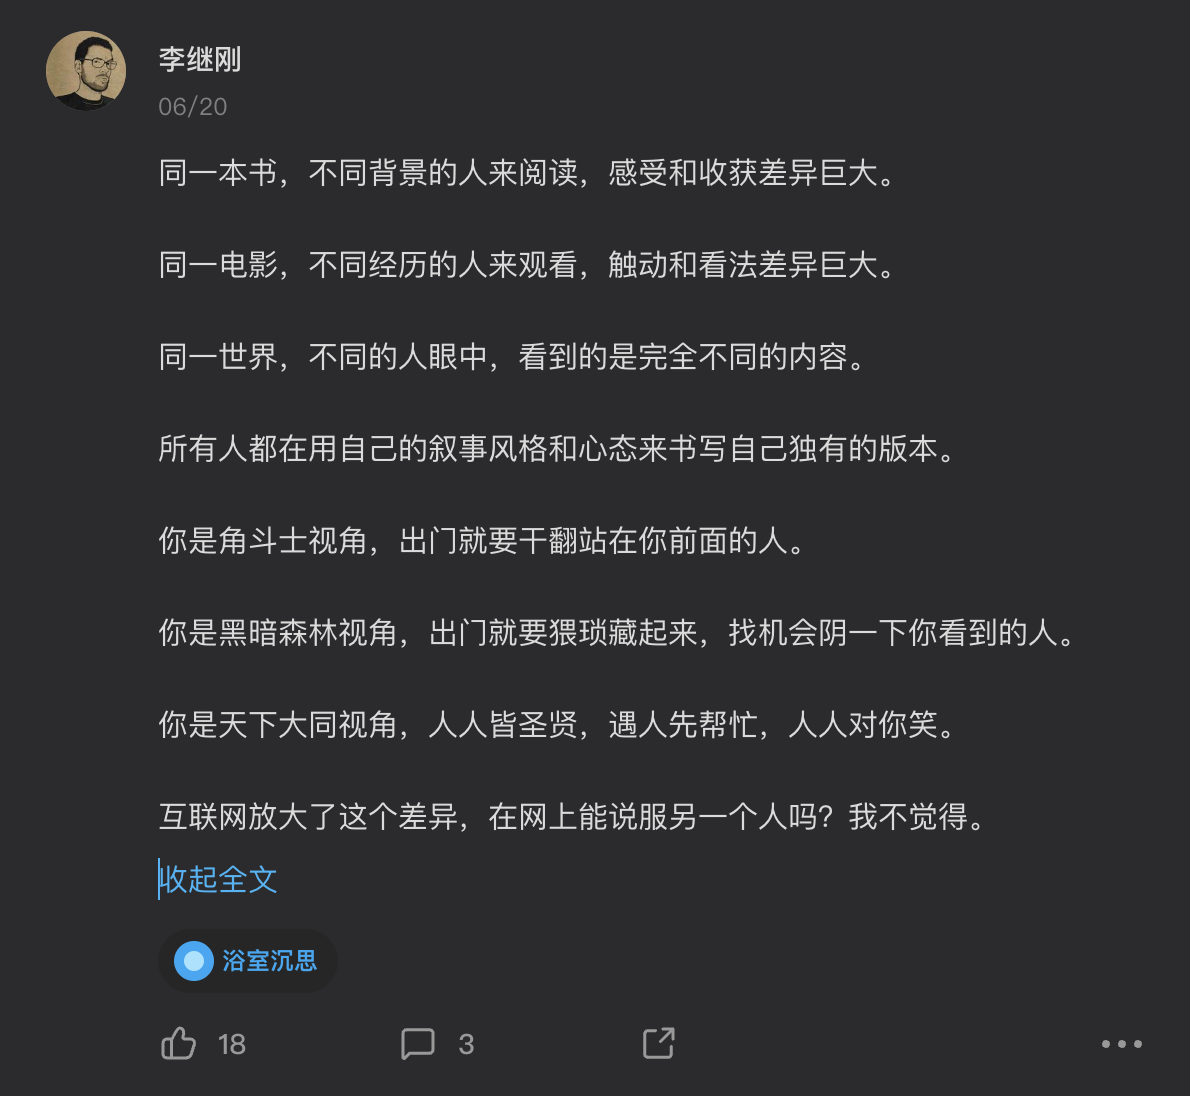 李继刚
06/20
同一本书，不同背景的人来阅读，感受和收获差异巨大。
同一电影，不同经历的人来观看，触动和看法差异巨大。
同一世界，不同的人眼中，看到的是完全不同的内容。
所有人都在用自己的叙事风格和心态来书写自己独有的版本。
你是角斗士视角，出门就要干翻站在你前面的人。
你是黑暗森林视角，出门就要猥琐藏起来，找机会阴一下你看到的人。
你是天下大同视角，人人皆圣贤，遇人先帮忙，人人对你笑。
互联网放大了这个差异，在网上能说服另一个人吗？我不觉得。
收起全文
浴室沉思
18 3